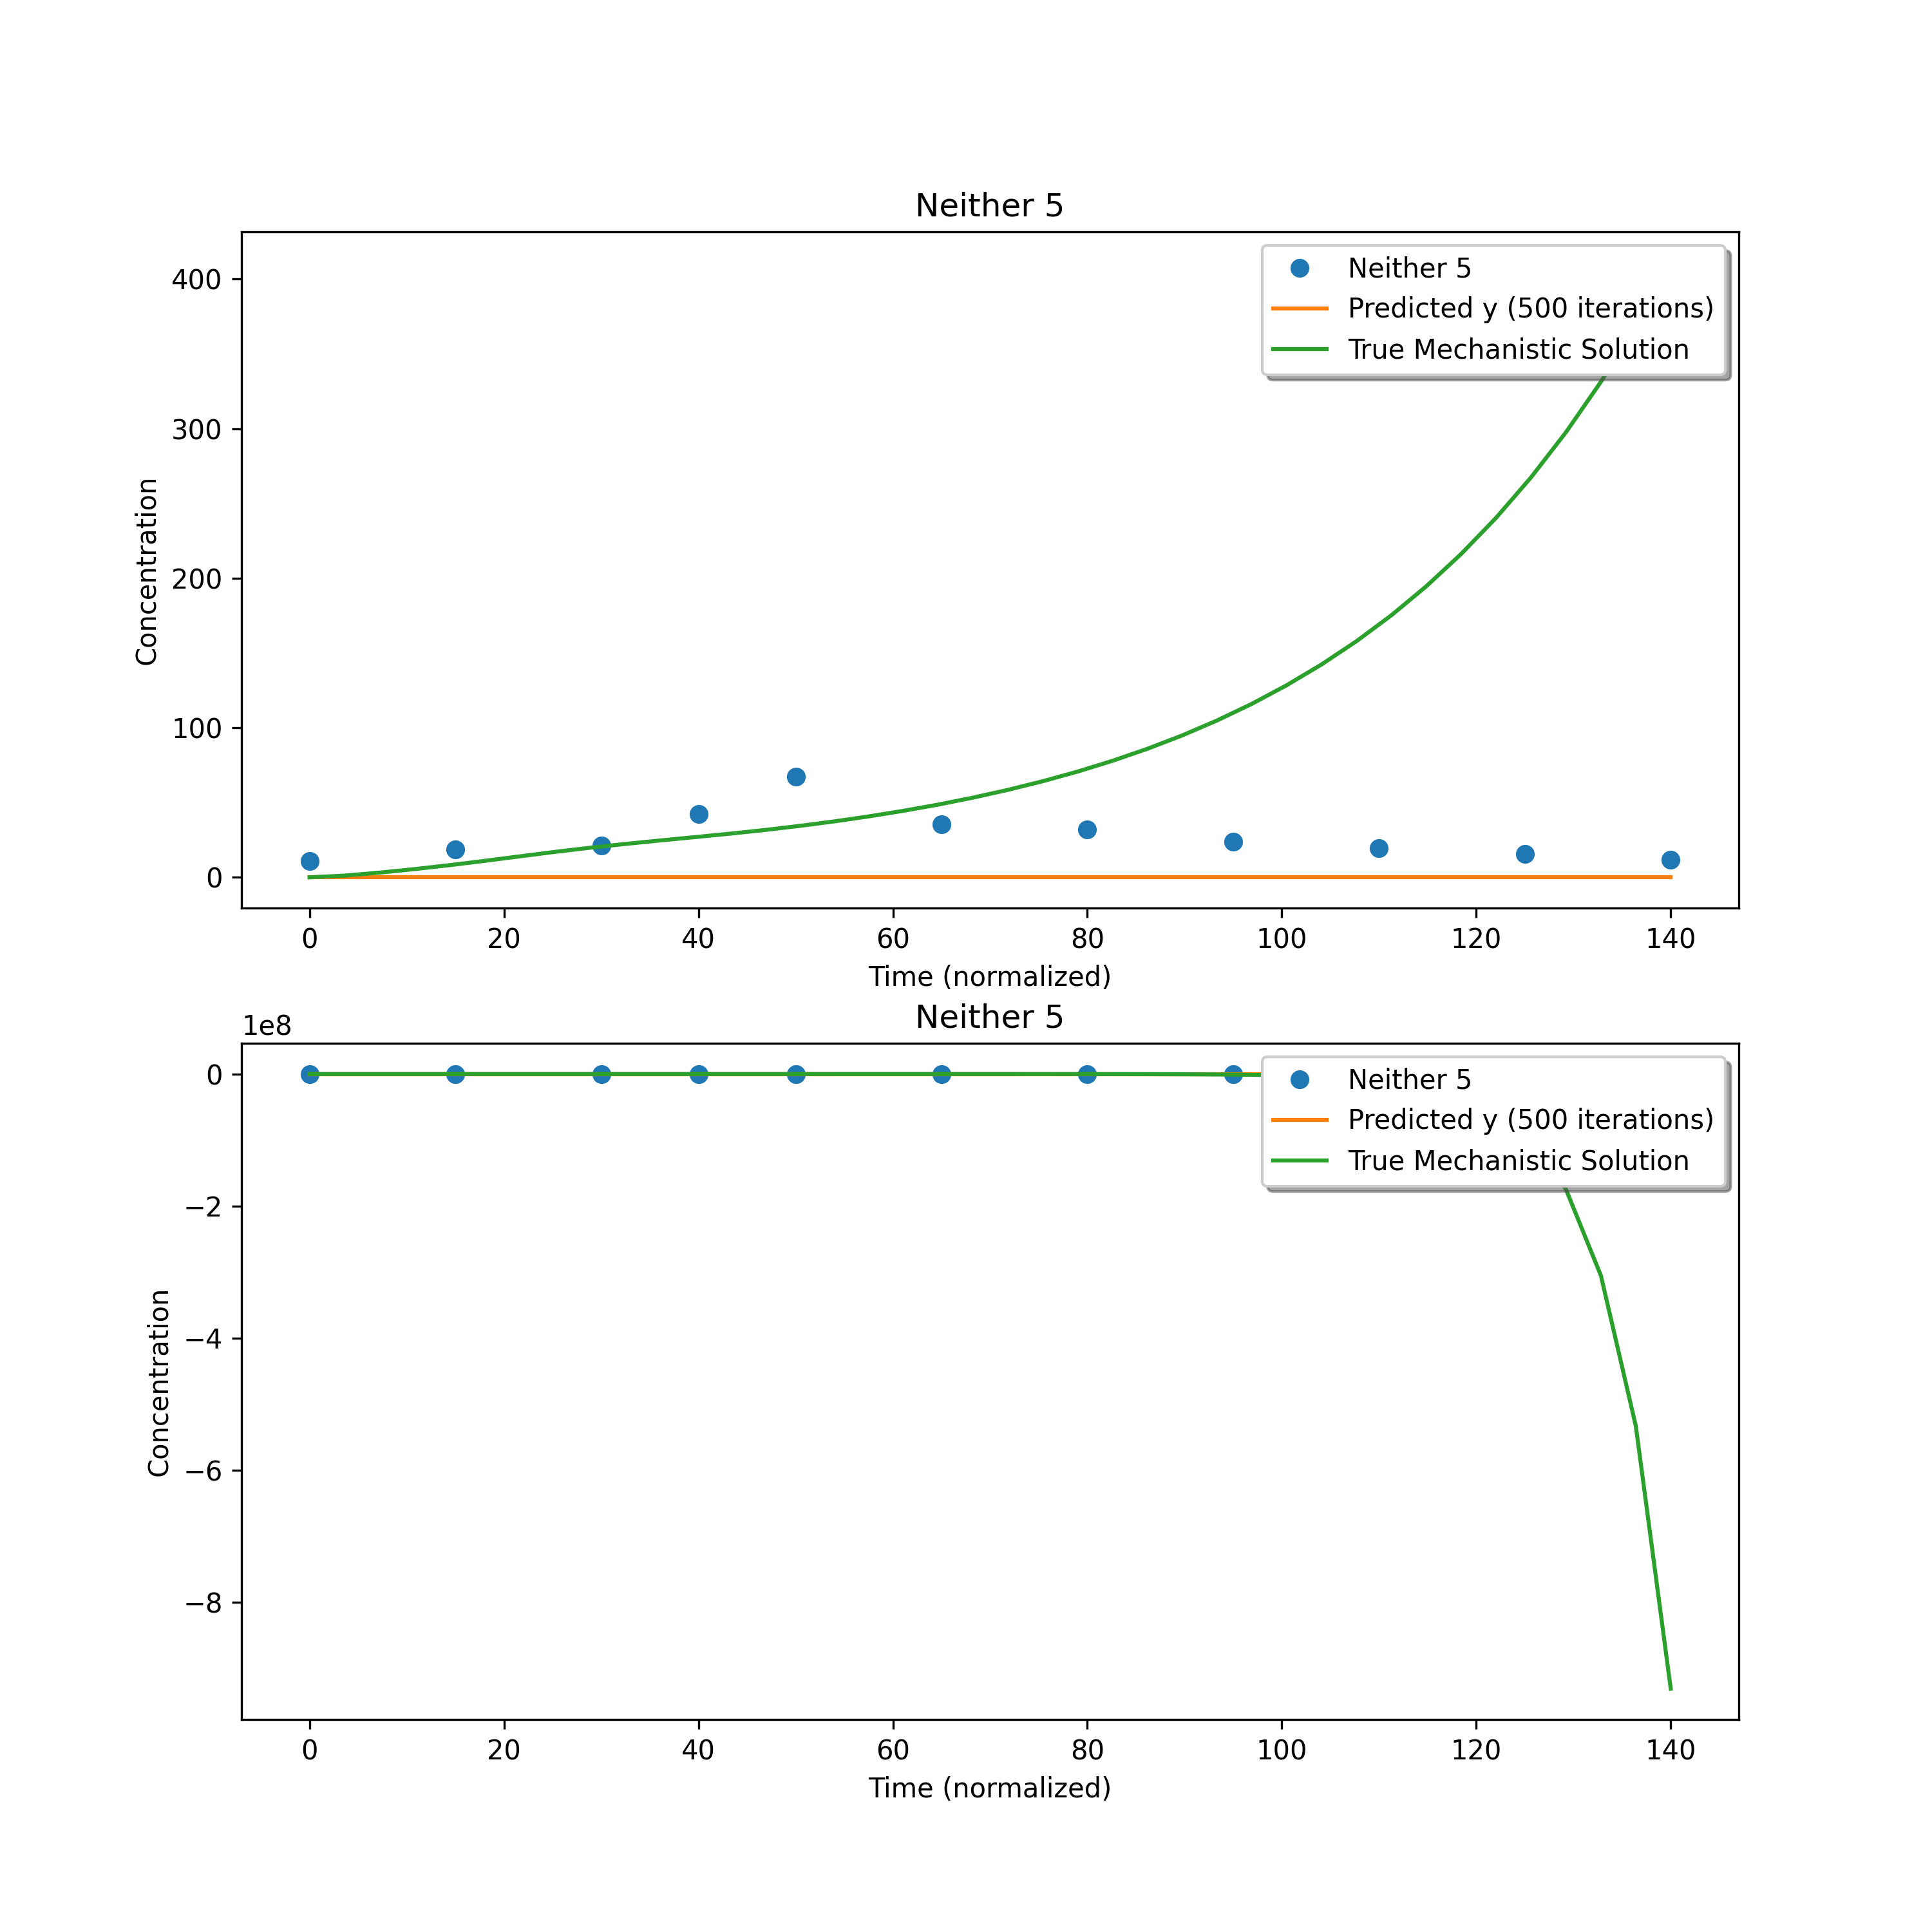 Neither 5
400
300
200
100
0
Concentration
Neither 5
Predicted y (500 iterations)
True Mechanistic Solution
0 20 40 60 80 100 120 140
Time (normalized)
Neither 5
1e8
0
−2
−4
−6
−8
Concentration
Neither 5
Predicted y (500 iterations)
True Mechanistic Solution
0 20 40 60 80 100 120 140
Time (normalized)